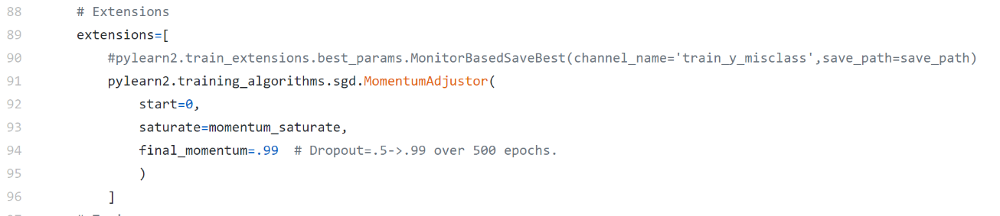 88 # Extensions
89 extensions=[
90 #pylearn2.train_extensions.best_params.MonitorBasedSaveBest(channel_name='train_y_misclass',save_path=save_path)
91 pylearn2.training_algorithms.sgd.MomentumAdjustor(
92 start=0,
93 saturate=momentum_saturate,
94 final_momentum=.99 # Dropout=.5->.99 over 500 epochs.
95 )
96 ]